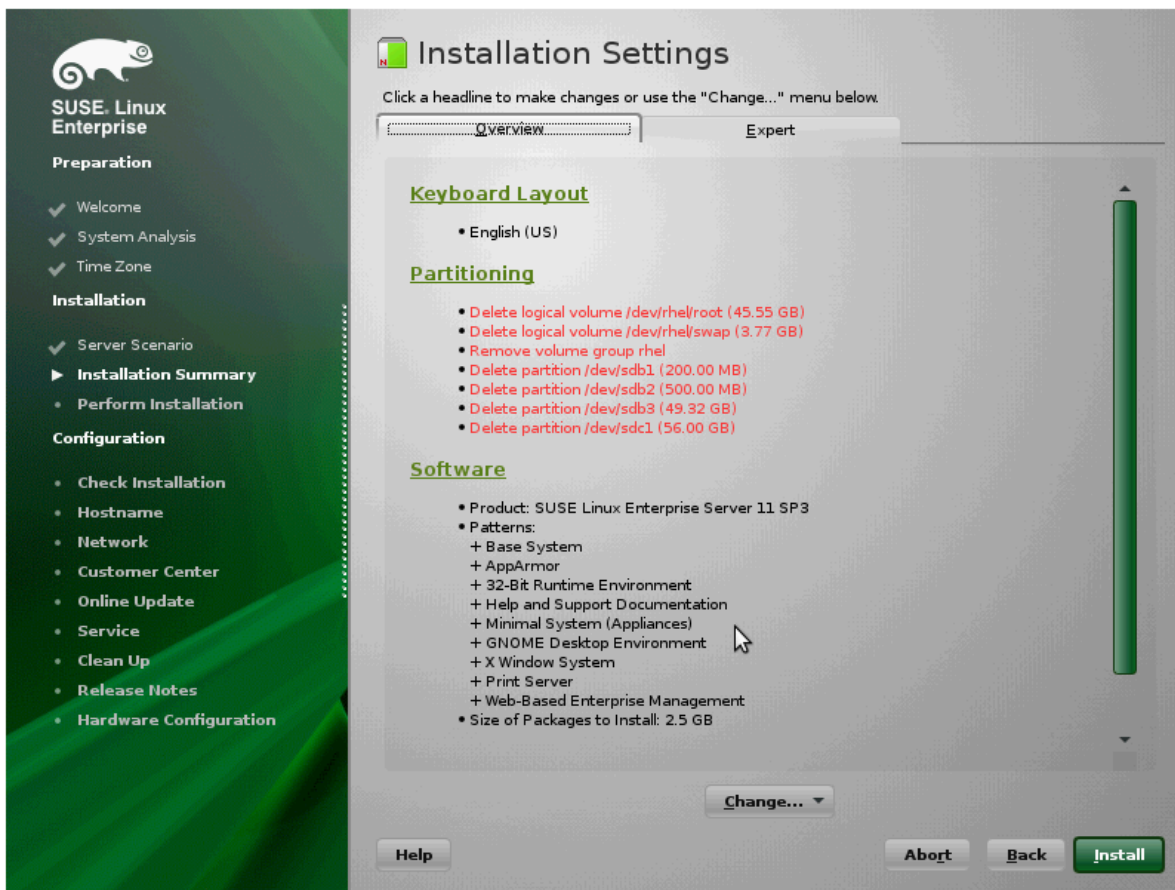 SUSE. Linux
Enterprise
Preparation
Welcome
System Analysis
Time Zone
Installation
Server Scenario
Installation Summary
Perform Installation
Configuration
Check Installation
Hostname
Network
Customer Center
Online Update
Service
Clean Up
Release Notes
Hardware Configuration
N
Installation Settings
Click a headline to make changes or use the "Change..." menu below.
Overview
Expert
Keyboard Layout
• English (US)
Partitioning
• Delete logical volume /dev/rhel/root (45.55 GB)
• Delete logical volume /dev/rhel/swap (3.77 GB)
• Remove volume group rhel
• Delete partition /dev/sdb1 (200.00 MB)
• Delete partition /dev/sdb2 (500.00 MB)
• Delete partition /dev/sdb3 (49.32 GB)
• Delete partition /dev/sdc1 (56.00 GB)
Software
• Product: SUSE Linux Enterprise Server 11 SP3
• Patterns:
+ Base System
+ AppArmor
+ 32-Bit Runtime Environment
+ Help and Support Documentation
+ Minimal System (Appliances)
+ GNOME Desktop Environment
+ X Window System
+ Print Server
+ Web-Based Enterprise Management
• Size of Packages to Install: 2.5 GB
Change...
Help
Abort
Back
Install